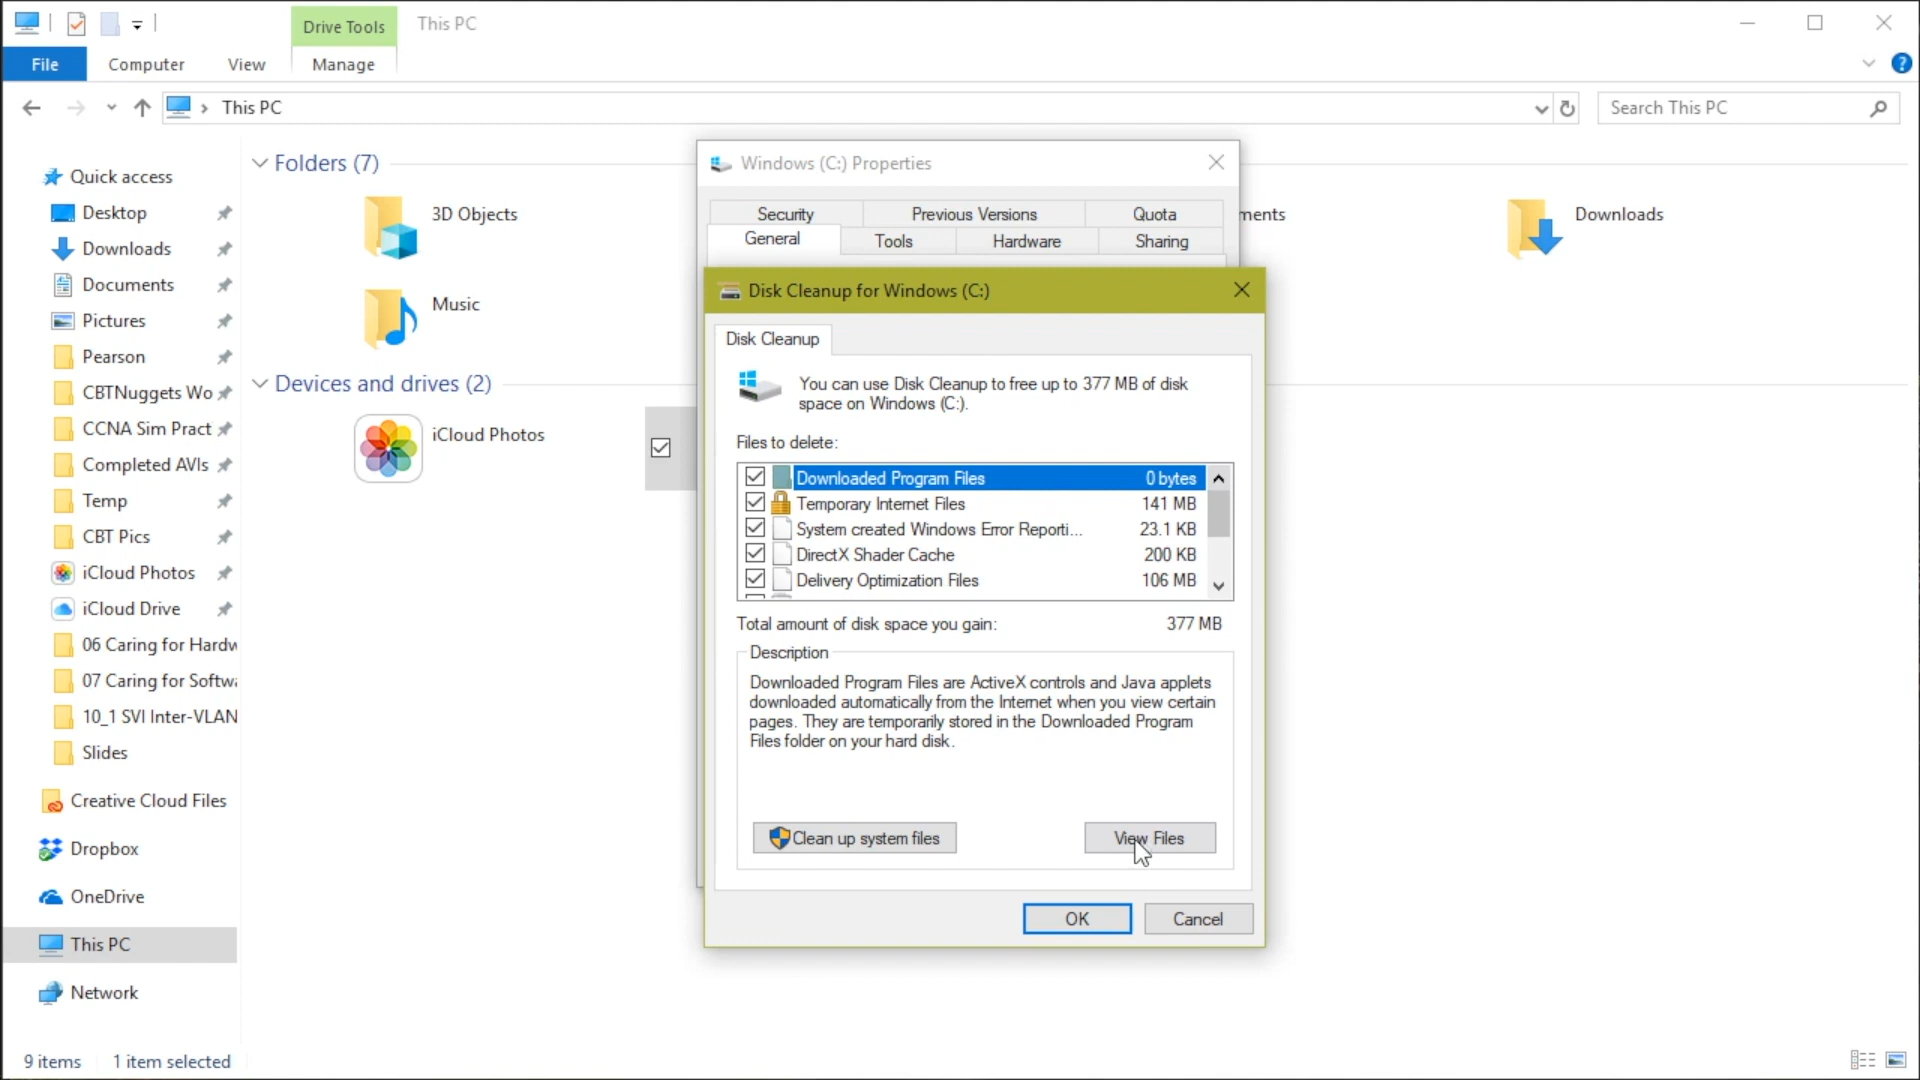 Drive Tools
This PC
File
Computer
View
Manage
This PC
Search This PC
Quick access
Desktop
Downloads
Documents
Pictures
Pearson
CBTNuggets Wo
CCNA Sim Pract
Completed AVIs
Temp
CBT Pics
iCloud Photos
iCloud Drive
06 Caring for Hardw
07 Caring for Softwa
10_1 SVI Inter-VLAN
Slides
Creative Cloud Files
Dropbox
OneDrive
This PC
Network
Folders (7)
3D Objects
ments
Downloads
Music
Devices and drives (2)
iCloud Photos
Windows (C:) Properties
Security
Previous Versions
Quota
General
Tools
Hardware
Sharing
Disk Cleanup for Windows (C:)
Disk Cleanup
You can use Disk Cleanup to free up to 377 MB of disk
space on Windows (C:).
Files to delete:
Downloaded Program Files 0 bytes
Temporary Internet Files 141 MB
System created Windows Error Reporti... 23.1 KB
DirectX Shader Cache 200 KB
Delivery Optimization Files 106 MB
Total amount of disk space you gain: 377 MB
Description
Downloaded Program Files are ActiveX controls and Java applets
downloaded automatically from the Internet when you view certain
pages. They are temporarily stored in the Downloaded Program
Files folder on your hard disk.
Clean up system files
View Files
OK
Cancel
9 items
1 item selected